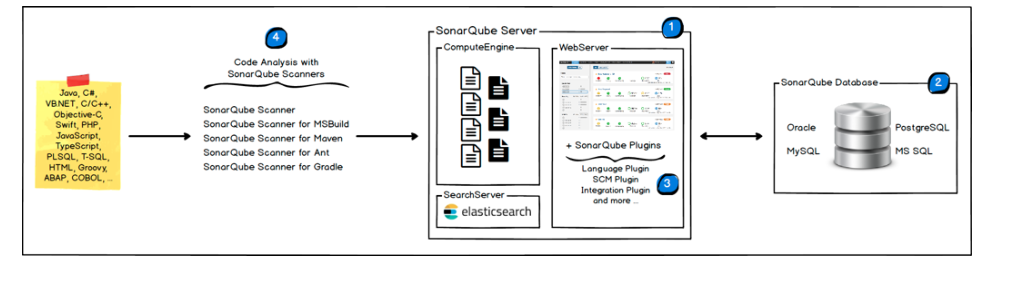 Java, C#,
VB.NET, C/C++,
Objective-C,
Swift, PHP,
JavaScript,
TypeScript,
PLSQL, T-SQL,
HTML, Groovy,
ABAP, COBOL, ...
4
Code Analysis with
SonarQube Scanners
SonarQube Scanner
SonarQube Scanner for MSBuild
SonarQube Scanner for Maven
SonarQube Scanner for Ant
SonarQube Scanner for Gradle
SonarQube Server
1
ComputeEngine
SearchServer
elasticsearch
WebServer
+ SonarQube Plugins
Language Plugin
SCM Plugin
Integration Plugin
and more ...
3
SonarQube Database
2
Oracle
MySQL
PostgreSQL
MS SQL